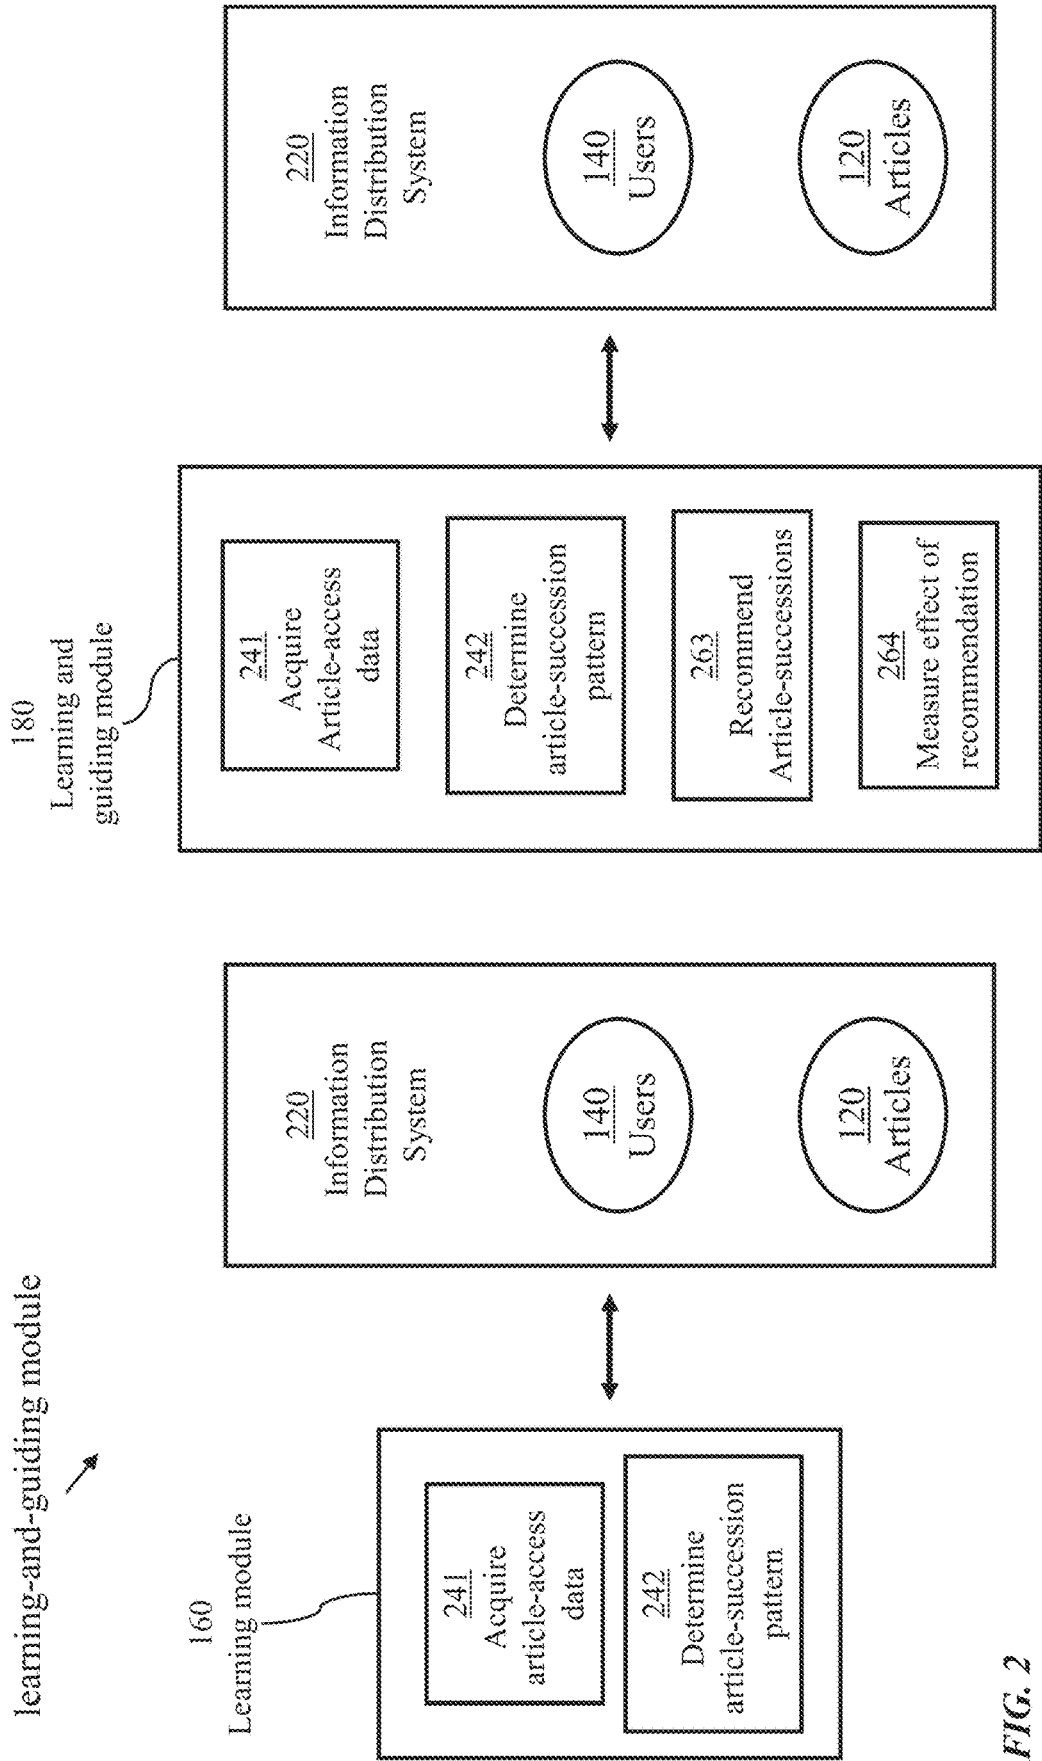 learning-and-guiding module
160
Learning module
241
Acquire
article-access
data
242
Determine
article-succession
pattern
220
Information
Distribution
System
140
Users
120
Articles
180
Learning and
guiding module
241
Acquire
Article-access
data
242
Determine
article-succession
pattern
263
Recommend
Article-successions
264
Measure effect of
recommendation
220
Information
Distribution
System
140
Users
120
Articles
FIG. 2